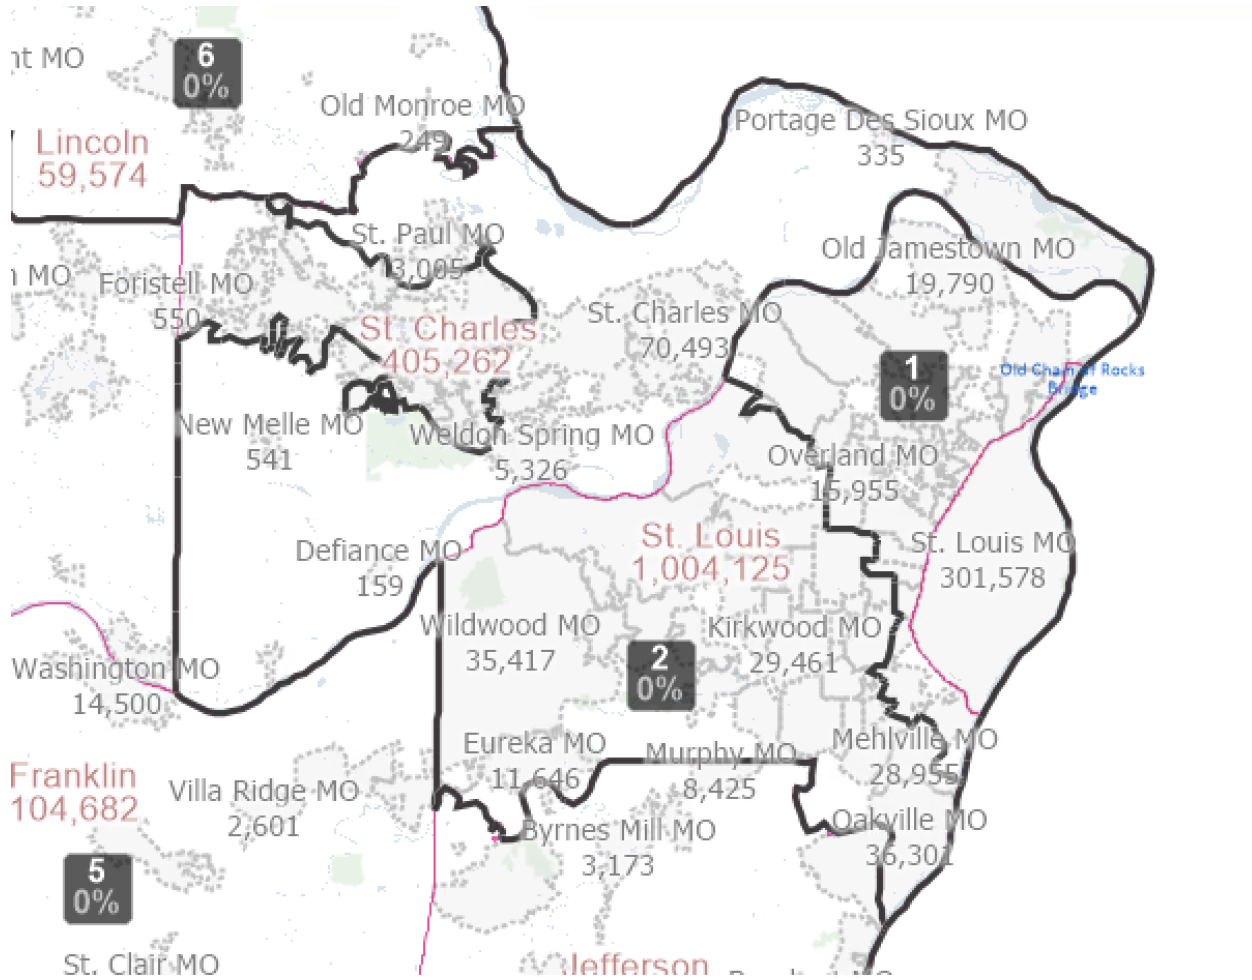 nt MO
6
0%
Lincoln
59,574
Old Monroe MO
249
Portage Des Sioux MO
335
St. Paul MO
3,005
Old Jamestown MO
19,790
n MO
Foristell MO
550
St. Charles
405,262
St. Charles MO
70,493
1
0%
Old Chain of Rocks
Bridge
New Melle MO
541
Weldon Spring MO
5,326
Overland MO
15,955
St. Louis
1,004,125
St. Louis MO
301,578
Defiance MO
159
Wildwood MO
35,417
2
0%
Kirkwood MO
29,461
Washington MO
14,500
Eureka MO
11,646
Murphy MO
8,425
Mehlville MO
28,955
Franklin
104,682
Villa Ridge MO
2,601
Byrnes Mill MO
3,173
Oakville MO
36,301
5
0%
St. Clair MO
Jefferson